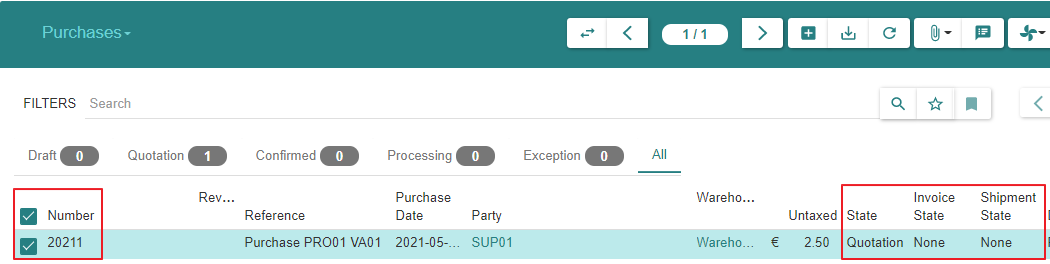 Purchases
1 / 1
FILTERS Search
Draft 0 Quotation 1 Confirmed 0 Processing 0 Exception 0 All
Number Rev... Reference Purchase Date Party Wareho... Untaxed State Invoice State Shipment State
20211 Purchase PRO01 VA01 2021-05-... SUP01 Wareho... € 2.50 Quotation None None